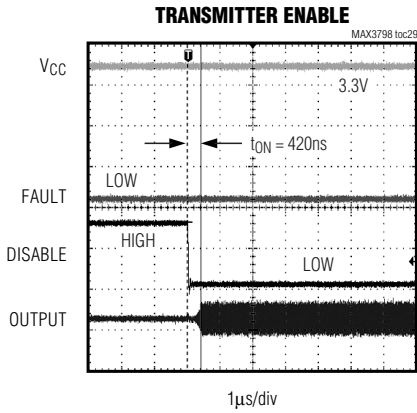 TRANSMITTER ENABLE
MAX3798 toc29
VCC
3.3V
tON = 420ns
LOW
FAULT
HIGH
DISABLE
LOW
OUTPUT
1µs/div
T